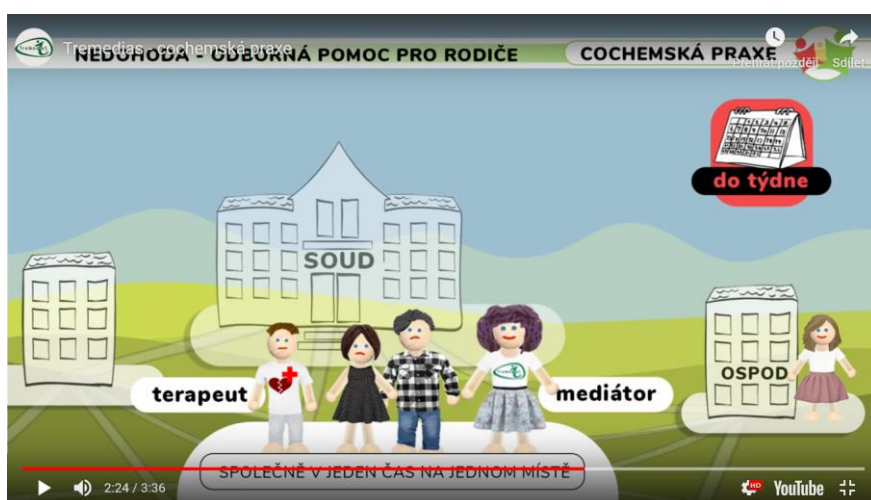 Tremedias - cochemská praxe
NEDOHODA - ODBORNÁ POMOC PRO RODIČE
COCHEMSKÁ PRAXE
Přehrát později
Sdílet
do týdne
SOUD
OSPOD
terapeut
mediátor
SPOLEČNĚ V JEDEN ČAS NA JEDNOM MÍSTĚ
2:24 / 3:36
HD
YouTube